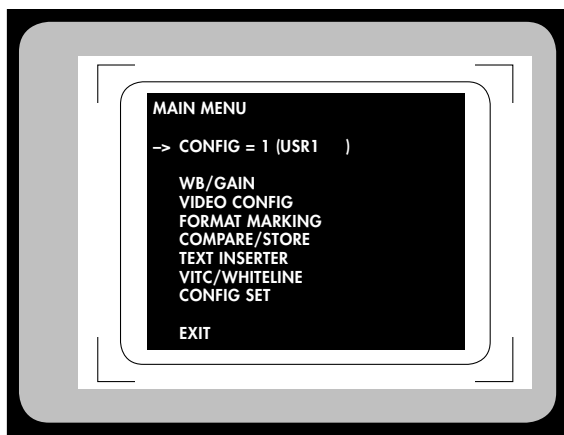 MAIN MENU
–> CONFIG = 1 (USR1 )
WB/GAIN
VIDEO CONFIG
FORMAT MARKING
COMPARE/STORE
TEXT INSERTER
VITC/WHITELINE
CONFIG SET
EXIT